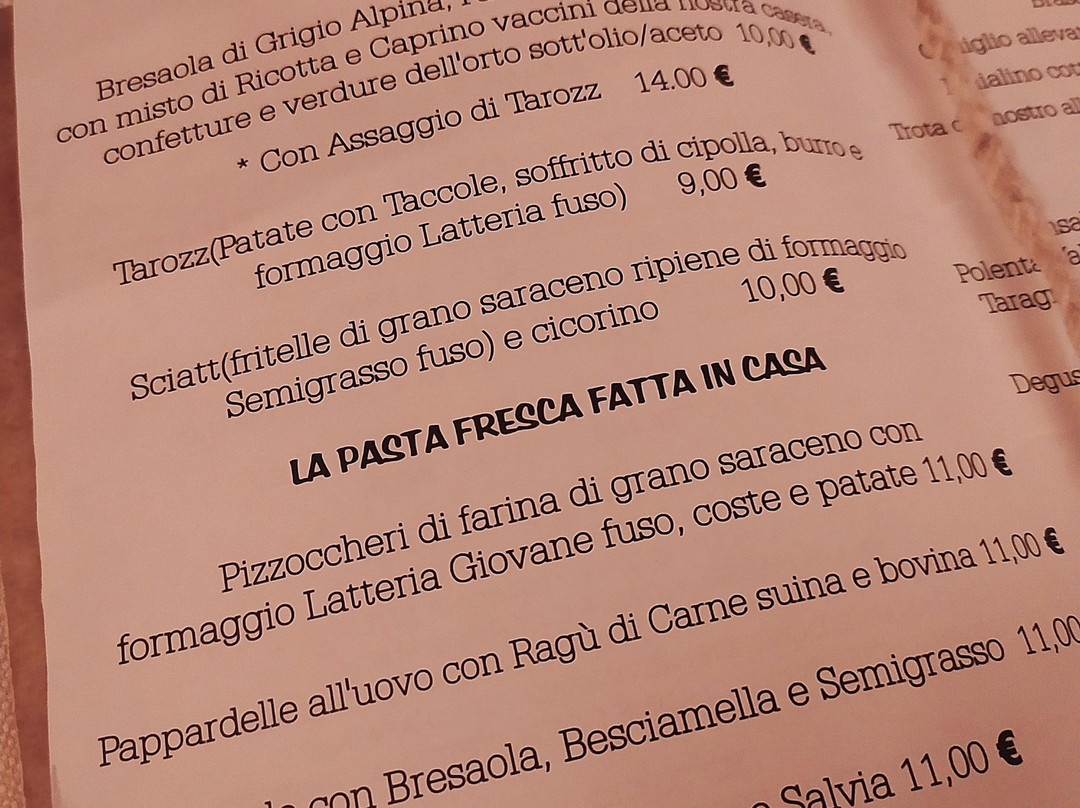 Bresaola di Grigio Alpina,
con misto di Ricotta e Caprino vaccini della nostra casera,
confetture e verdure dell'orto sott'olio/aceto 10,00 €
* Con Assaggio di Tarozz 14.00 €
Tarozz(Patate con Taccole, soffritto di cipolla, burro e
formaggio Latteria fuso) 9,00 €
Sciatt(fritelle di grano saraceno ripiene di formaggio
Semigrasso fuso) e cicorino 10,00 €
LA PASTA FRESCA FATTA IN CASA
Pizzoccheri di farina di grano saraceno con
formaggio Latteria Giovane fuso, coste e patate 11,00 €
Pappardelle all'uovo con Ragù di Carne suina e bovina 11,00 €
con Bresaola, Besciamella e Semigrasso 11,00
e Salvia 11,00 €
Trota
nostro
Polenta
Tarag
Degus